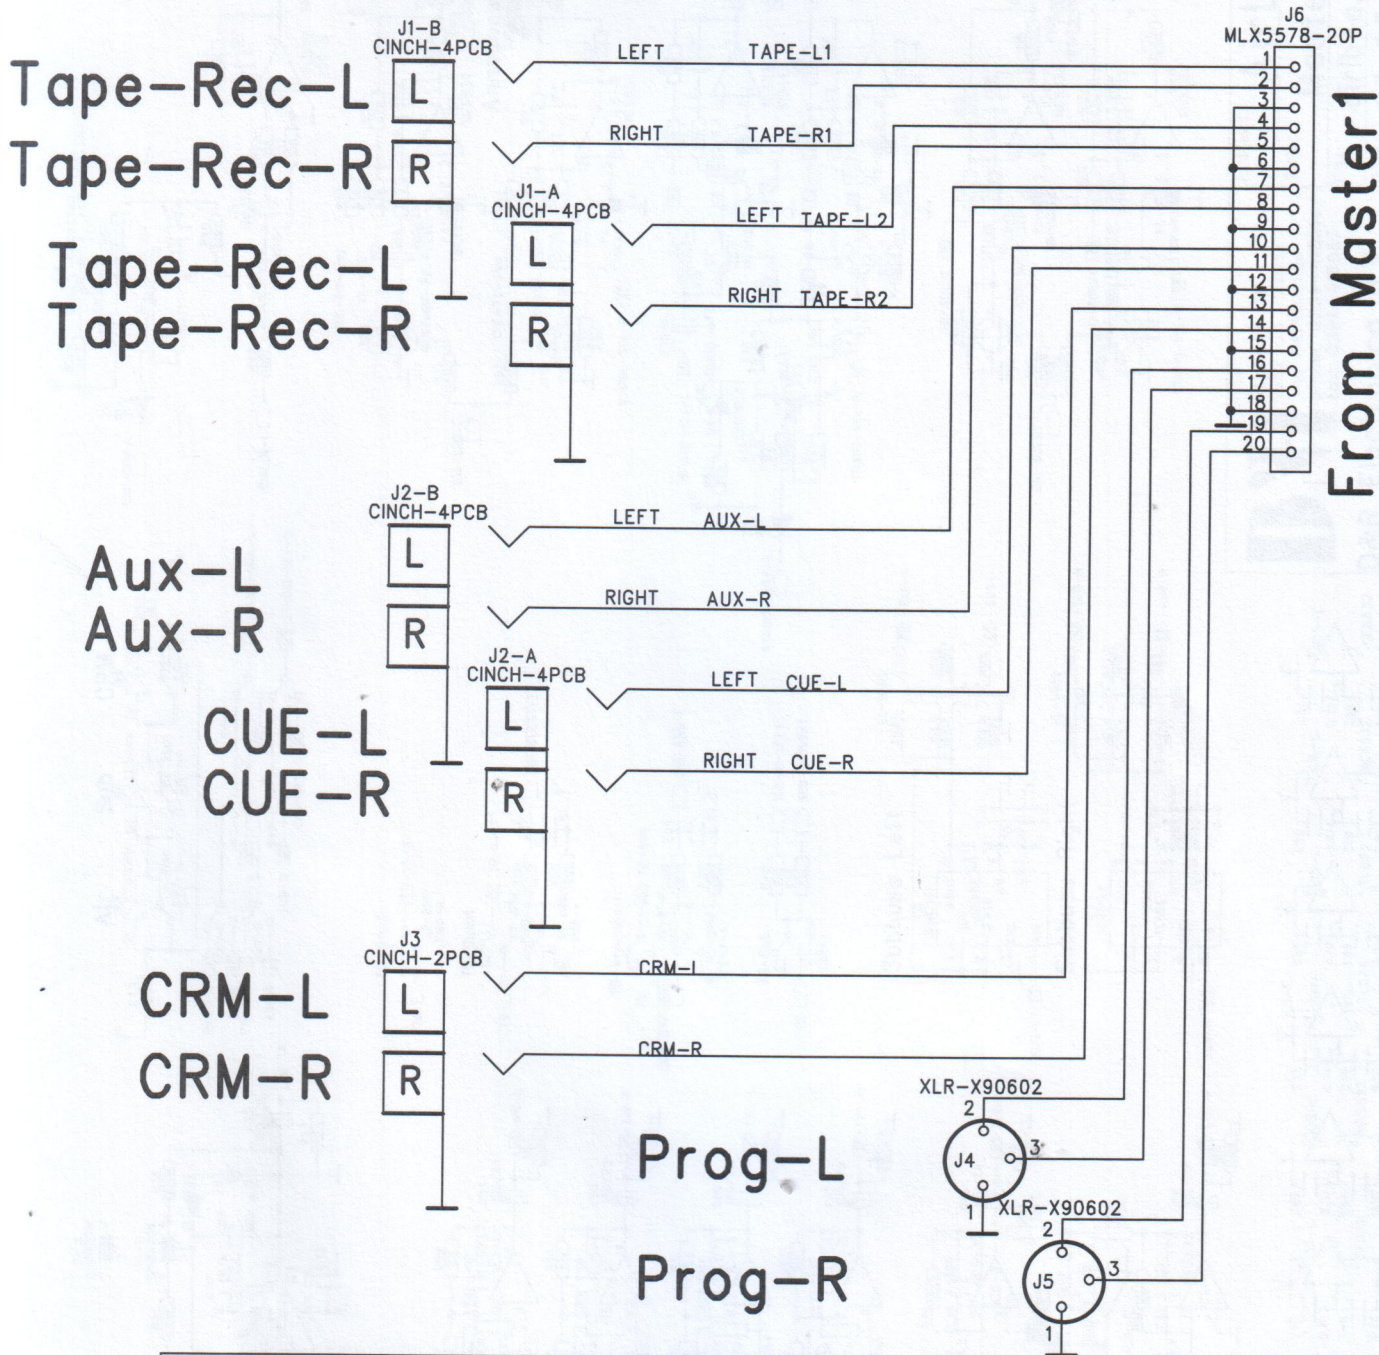 J6
MLX5578-20P
J1-B
CINCH-4PCB
Tape-Rec-L
L
LEFT TAPE-L1
Tape-Rec-R
R
RIGHT TAPE-R1
J1-A
CINCH-4PCB
Tape-Rec-L
L
LEFT TAPE-L2
Tape-Rec-R
R
RIGHT TAPE-R2
1
2
3
4
5
6
7
8
9
10
11
12
13
14
15
16
17
18
19
20
From Master1
J2-B
CINCH-4PCB
Aux-L
L
LEFT AUX-L
Aux-R
R
RIGHT AUX-R
J2-A
CINCH-4PCB
CUE-L
L
LEFT CUE-L
CUE-R
R
RIGHT CUE-R
J3
CINCH-2PCB
CRM-L
L
CRM-L
CRM-R
R
CRM-R
XLR-X90602
2
Prog-L
J4
3
1
XLR-X90602
2
Prog-R
J5
3
1